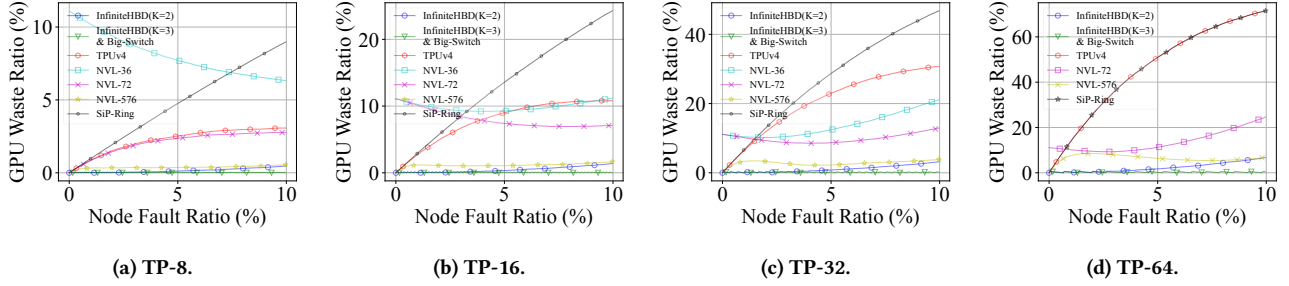 GPU Waste Ratio (%)
10
5
0
0
5
10
Node Fault Ratio (%)
InfiniteHBD(K=2)
InfiniteHBD(K=3)
& Big-Switch
TPUv4
NVL-36
NVL-72
NVL-576
SiP-Ring
(a) TP-8.
GPU Waste Ratio (%)
20
10
0
0
5
10
Node Fault Ratio (%)
InfiniteHBD(K=2)
InfiniteHBD(K=3)
& Big-Switch
TPUv4
NVL-36
NVL-72
NVL-576
SiP-Ring
(b) TP-16.
GPU Waste Ratio (%)
40
20
0
0
5
10
Node Fault Ratio (%)
InfiniteHBD(K=2)
InfiniteHBD(K=3)
& Big-Switch
TPUv4
NVL-36
NVL-72
NVL-576
SiP-Ring
(c) TP-32.
GPU Waste Ratio (%)
60
40
20
0
0
5
10
Node Fault Ratio (%)
InfiniteHBD(K=2)
InfiniteHBD(K=3)
& Big-Switch
TPUv4
NVL-72
NVL-576
SiP-Ring
(d) TP-64.